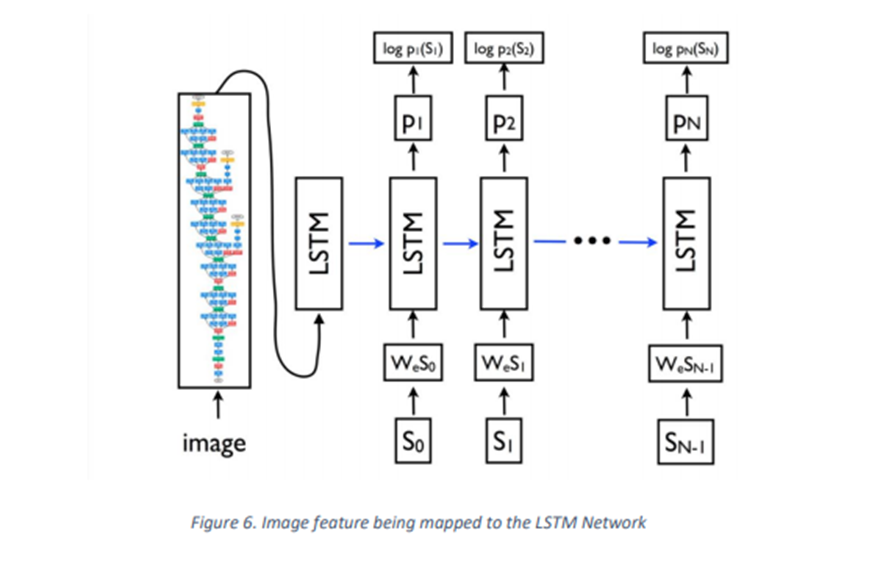 log p1(S1) log p2(S2) log pN(SN)
p1 p2 pN
LSTM LSTM LSTM LSTM
WeS0 WeS1 WeSN-1
image S0 S1 SN-1
Figure 6. Image feature being mapped to the LSTM Network